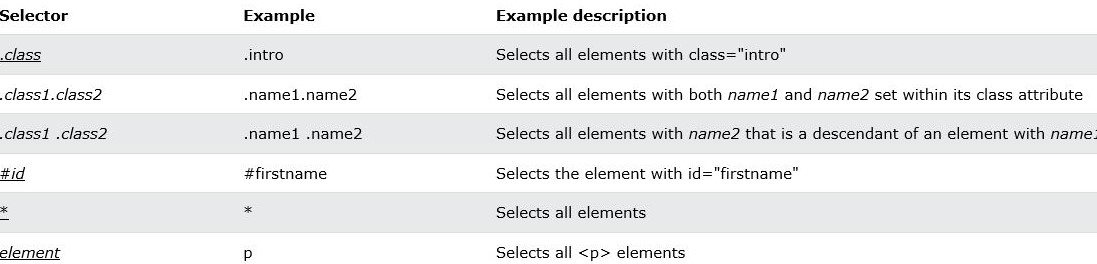 Selector Example Example description
.class .intro Selects all elements with class="intro"
.class1.class2 .name1.name2 Selects all elements with both name1 and name2 set within its class attribute
.class1 .class2 .name1 .name2 Selects all elements with name2 that is a descendant of an element with name1
#id #firstname Selects the element with id="firstname"
* * Selects all elements
element p Selects all <p> elements